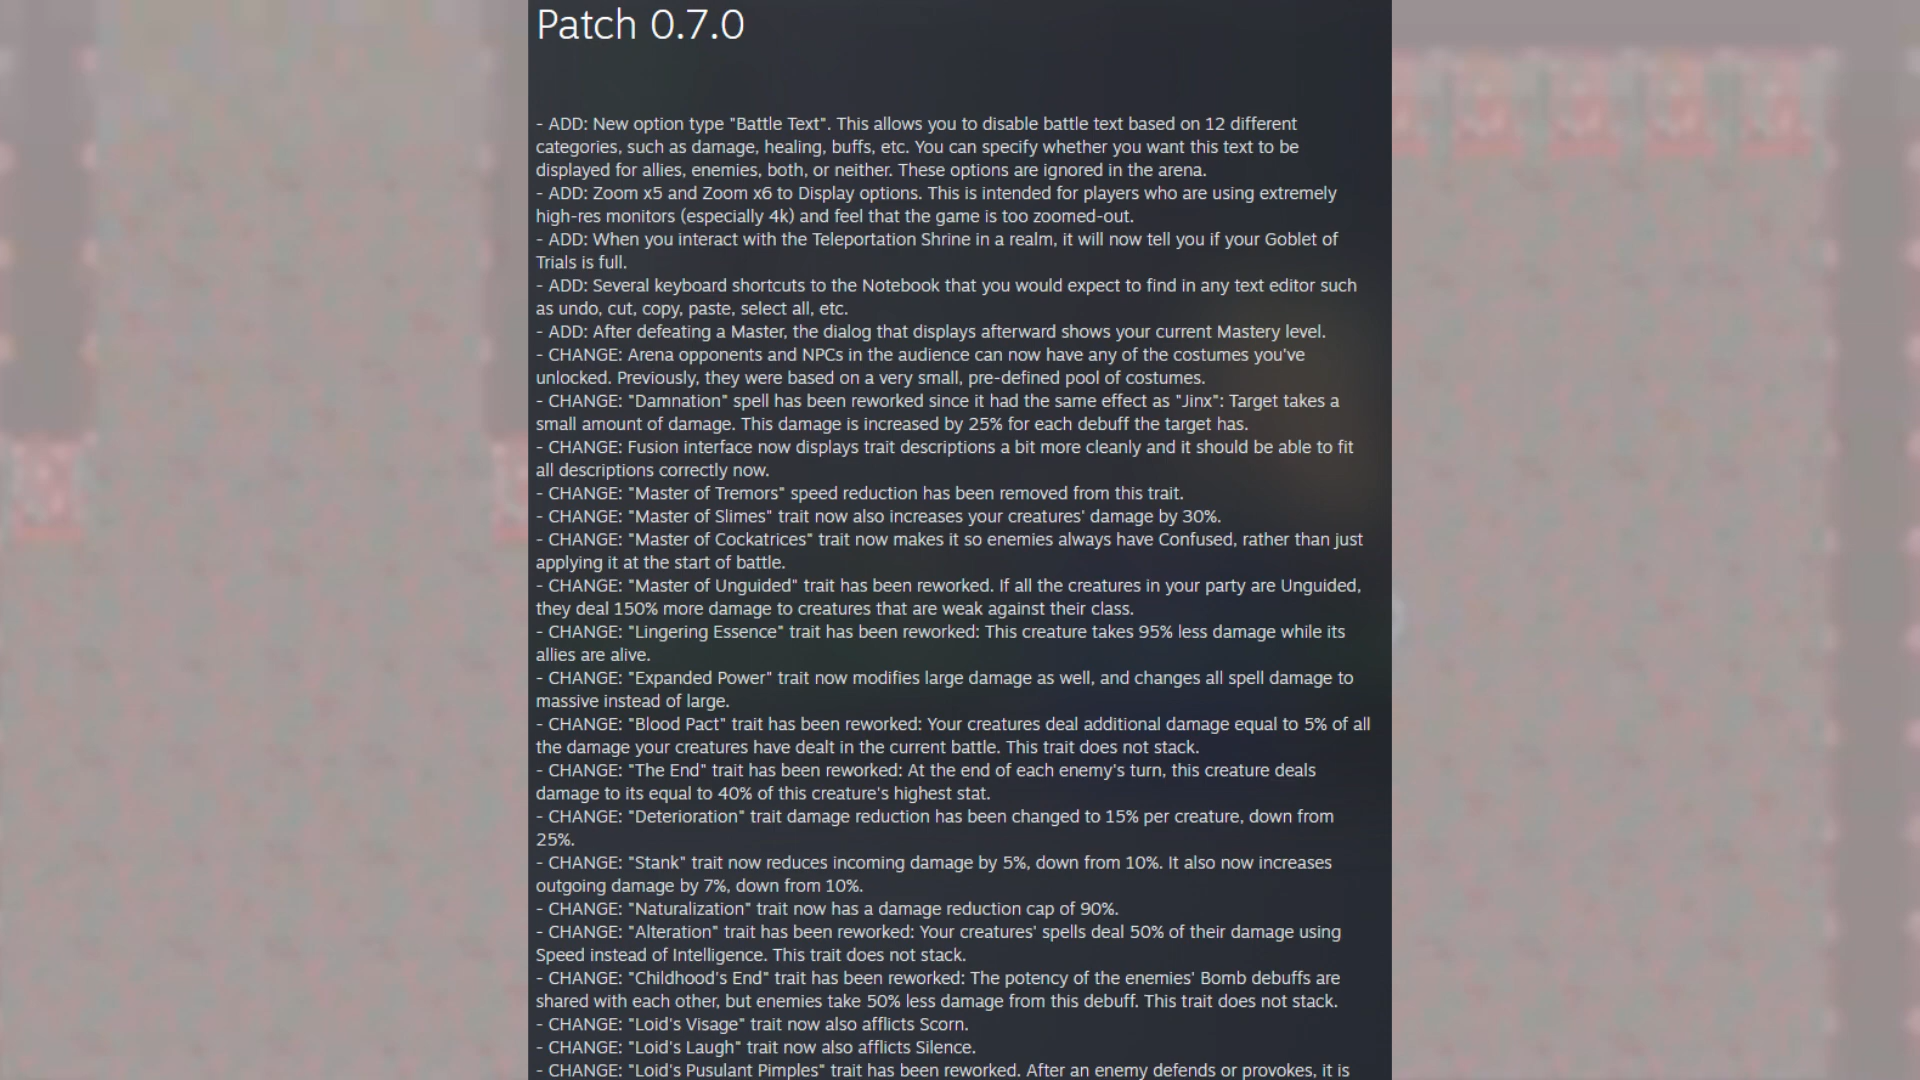 Patch 0.7.0
- ADD: New option type "Battle Text". This allows you to disable battle text based on 12 different
categories, such as damage, healing, buffs, etc. You can specify whether you want this text to be
displayed for allies, enemies, both, or neither. These options are ignored in the arena.
- ADD: Zoom x5 and Zoom x6 to Display options. This is intended for players who are using extremely
high-res monitors (especially 4k) and feel that the game is too zoomed-out.
- ADD: When you interact with the Teleportation Shrine in a realm, it will now tell you if your Goblet of
Trials is full.
- ADD: Several keyboard shortcuts to the Notebook that you would expect to find in any text editor such
as undo, cut, copy, paste, select all, etc.
- ADD: After defeating a Master, the dialog that displays afterward shows your current Mastery level.
- CHANGE: Arena opponents and NPCs in the audience can now have any of the costumes you've
unlocked. Previously, they were based on a very small, pre-defined pool of costumes.
- CHANGE: "Damnation" spell has been reworked since it had the same effect as "Jinx": Target takes a
small amount of damage. This damage is increased by 25% for each debuff the target has.
- CHANGE: Fusion interface now displays trait descriptions a bit more cleanly and it should be able to fit
all descriptions correctly now.
- CHANGE: "Master of Tremors" speed reduction has been removed from this trait.
- CHANGE: "Master of Slimes" trait now also increases your creatures' damage by 30%.
- CHANGE: "Master of Cockatrices" trait now makes it so enemies always have Confused, rather than just
applying it at the start of battle.
- CHANGE: "Master of Unguided" trait has been reworked. If all the creatures in your party are Unguided,
they deal 150% more damage to creatures that are weak against their class.
- CHANGE: "Lingering Essence" trait has been reworked: This creature takes 95% less damage while its
allies are alive.
- CHANGE: "Expanded Power" trait now modifies large damage as well, and changes all spell damage to
massive instead of large.
- CHANGE: "Blood Pact" trait has been reworked: Your creatures deal additional damage equal to 5% of all
the damage your creatures have dealt in the current battle. This trait does not stack.
- CHANGE: "The End" trait has been reworked: At the end of each enemy's turn, this creature deals
damage to its equal to 40% of this creature's highest stat.
- CHANGE: "Deterioration" trait damage reduction has been changed to 15% per creature, down from
25%.
- CHANGE: "Stank" trait now reduces incoming damage by 5%, down from 10%. It also now increases
outgoing damage by 7%, down from 10%.
- CHANGE: "Naturalization" trait now has a damage reduction cap of 90%.
- CHANGE: "Alteration" trait has been reworked: Your creatures' spells deal 50% of their damage using
Speed instead of Intelligence. This trait does not stack.
- CHANGE: "Childhood's End" trait has been reworked: The potency of the enemies' Bomb debuffs are
shared with each other, but enemies take 50% less damage from this debuff. This trait does not stack.
- CHANGE: "Loid's Visage" trait now also afflicts Scorn.
- CHANGE: "Loid's Laugh" trait now also afflicts Silence.
- CHANGE: "Loid's Pusulant Pimples" trait has been reworked. After an enemy defends or provokes, it is